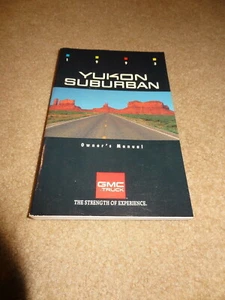 YUKON
SUBURBAN
Owner's Manual
GMC
TRUCK
THE STRENGTH OF EXPERIENCE.